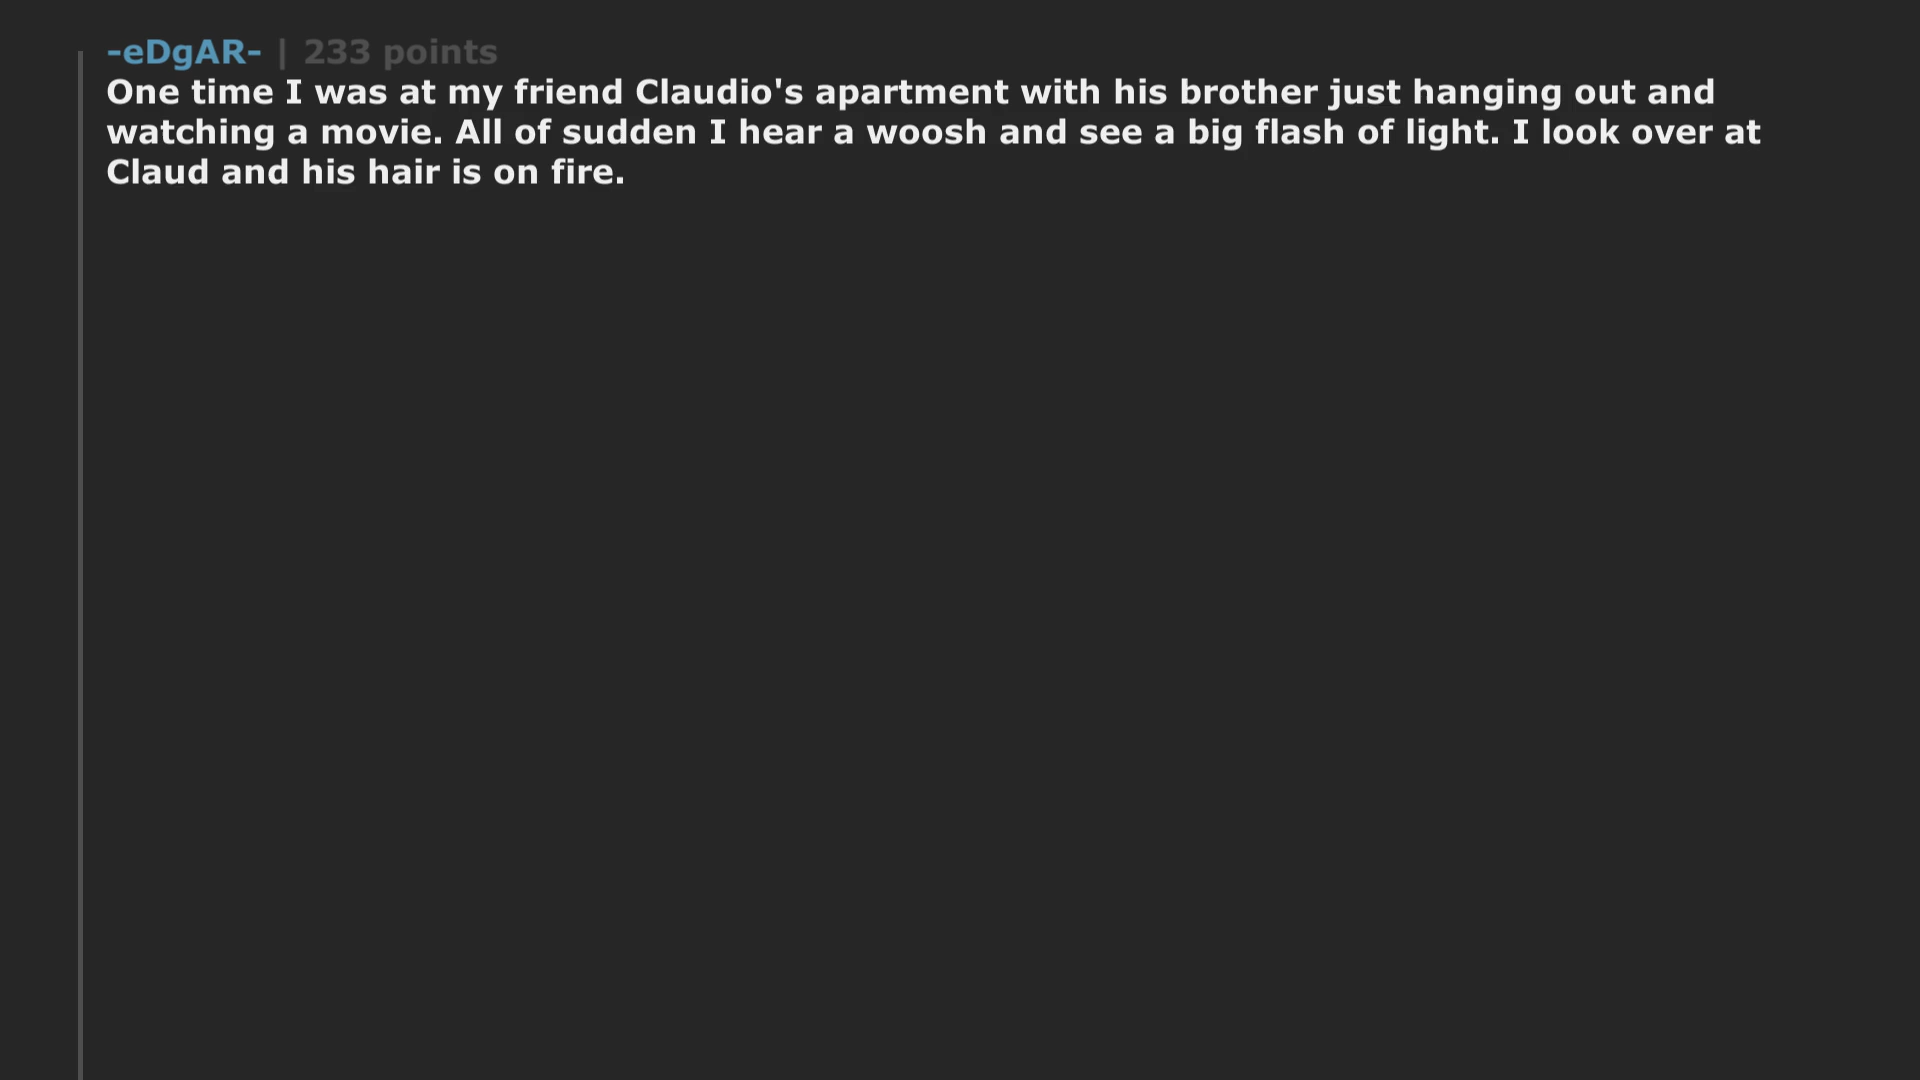 -eDgAR- | 233 points
One time I was at my friend Claudio's apartment with his brother just hanging out and
watching a movie. All of sudden I hear a woosh and see a big flash of light. I look over at
Claud and his hair is on fire.